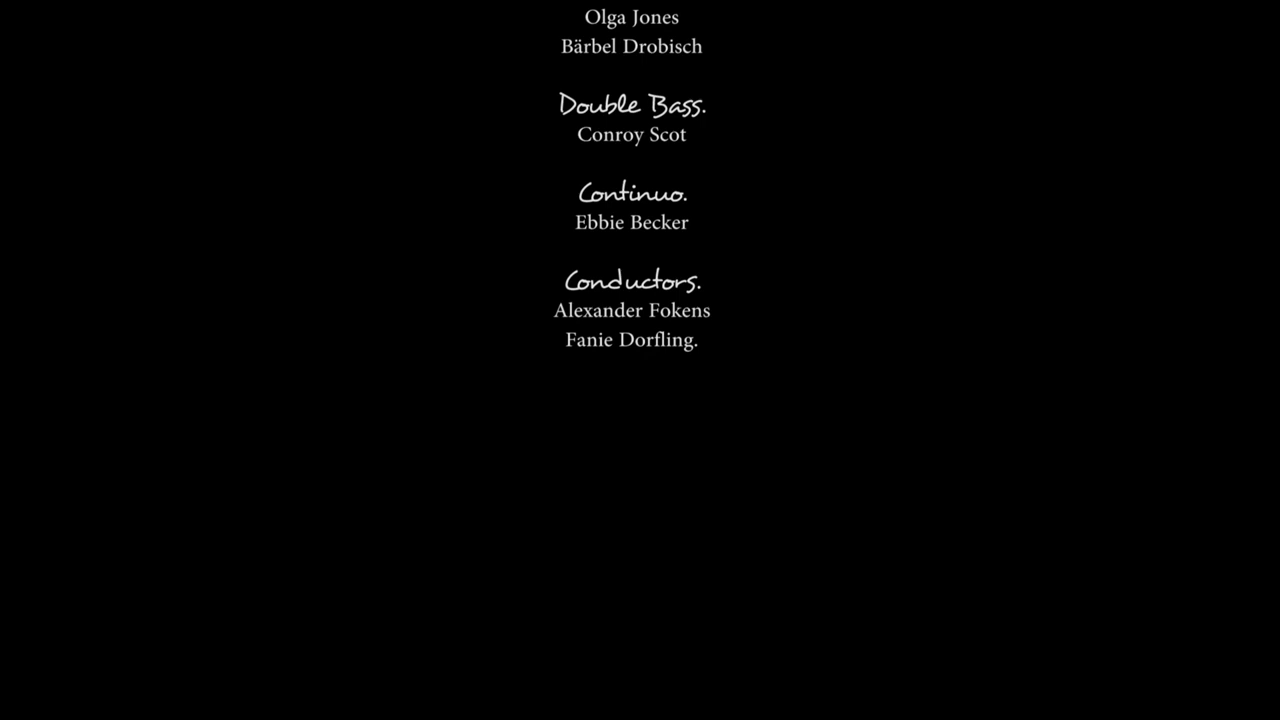 Olga Jones
Bärbel Drobisch
Double Bass.
Conroy Scot
Continuo.
Ebbie Becker
Conductors.
Alexander Fokens
Fanie Dorfling.